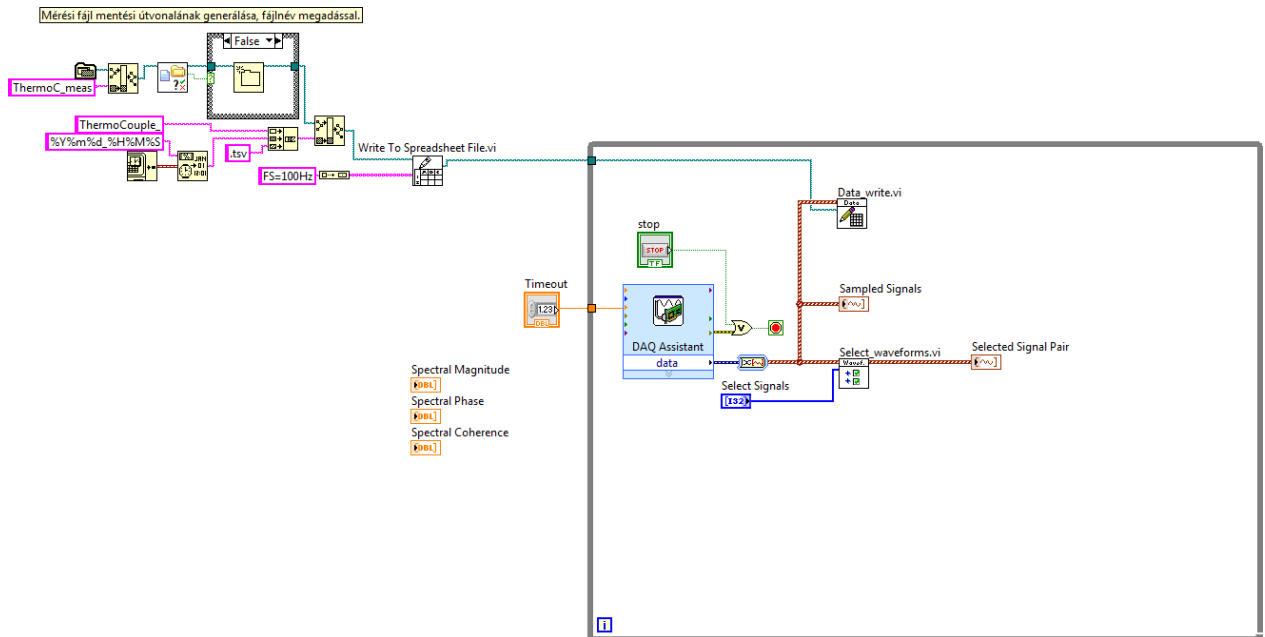 Mérési fájl mentési útvonalának generálása, fájlnév megadással.
False
ThermoC_meas
ThermoCouple_
%Y%m%d_%H%M%S
.tsv
FS=100Hz
Write To Spreadsheet File.vi
Data_write.vi
Data
stop
STOP
TF
Sampled Signals
Timeout
1.23
DBL
DAQ Assistant
data
Select_waveforms.vi
Selected Signal Pair
Select Signals
I32
Spectral Magnitude
DBL
Spectral Phase
DBL
Spectral Coherence
DBL
i